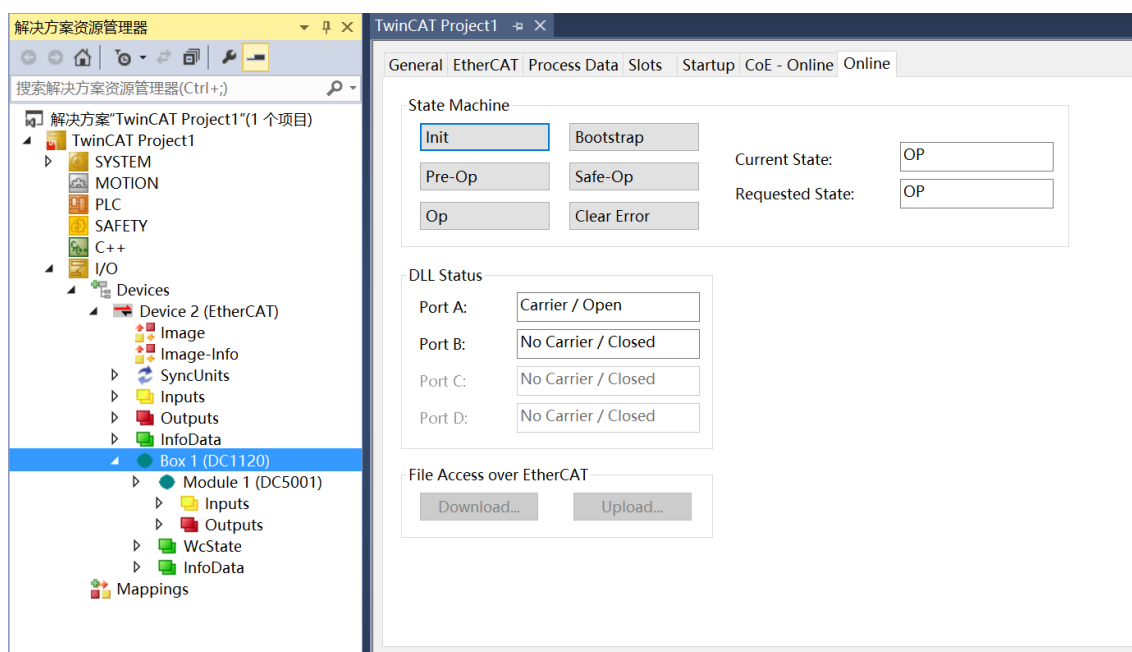 解决方案资源管理器
搜索解决方案资源管理器(Ctrl+;)
解决方案"TwinCAT Project1"(1 个项目)
TwinCAT Project1
SYSTEM
MOTION
PLC
SAFETY
C++
I/O
Devices
Device 2 (EtherCAT)
Image
Image-Info
SyncUnits
Inputs
Outputs
InfoData
Box 1 (DC1120)
Module 1 (DC5001)
Inputs
Outputs
WcState
InfoData
Mappings
TwinCAT Project1
General EtherCAT Process Data Slots Startup CoE - Online Online
State Machine
Init Bootstrap
Pre-Op Safe-Op
Op Clear Error
Current State: OP
Requested State: OP
DLL Status
Port A: Carrier / Open
Port B: No Carrier / Closed
Port C: No Carrier / Closed
Port D: No Carrier / Closed
File Access over EtherCAT
Download... Upload...